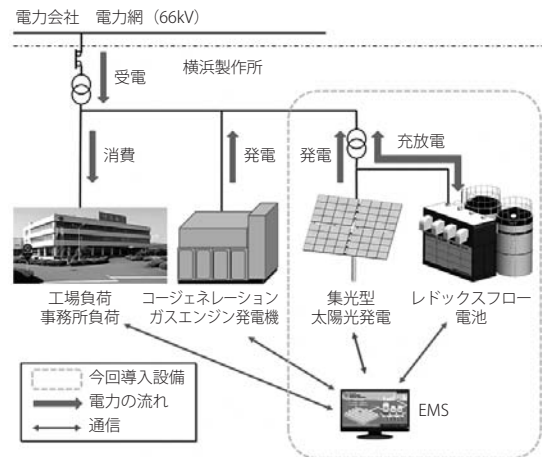 電力会社 電力網（66kV）
受電
横浜製作所
消費
発電
発電
充放電
工場負荷
事務所負荷
コージェネレーション
ガスエンジン発電機
集光型
太陽光発電
レドックスフロー
電池
今回導入設備
電力の流れ
通信
EMS